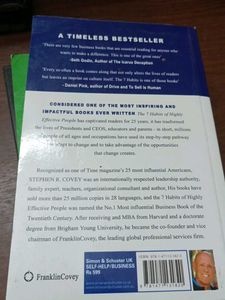 A TIMELESS BESTSELLER
"There are very few business books that are essential reading for anyone who
wants to make a difference. This is one of the great ones"
- Seth Godin, Author of The Icarus Deception
"Every so often a book comes along that not only alters the lives of readers
but leaves an imprint on the culture itself. The 7 Habits is one of those
books"
- Daniel Pink, author of Drive and To Sell is Human
CONSIDERED ONE OF THE MOST INSPIRING AND
IMPACTFUL BOOKS EVER WRITTEN The 7 Habits of Highly
Effective People has captivated readers for 25 years. It has transformed
the lives of Presidents and CEOs, educators and parents - in short, millions
of people of all ages and occupations have used its step-by-step pathway
to adapt to change and to take advantage of the opportunities
that change creates.
Recognized as one of Time magazine's 25 most influential Americans,
STEPHEN R. COVEY was an internationally respected leadership authority,
family expert, teacher, organizational consultant and author. His books have
sold more than 25 million copies in 28 languages, and the 7 Habits of Highly
Effective People was named the No.1 Most Influential Business Book of the
Twentieth Century. After receiving and MBA from Harvard and a doctorate
degree from Brigham Young University, he became the co-founder and vice
chairman of FranklinCovey, the leading global professional services firm.
FranklinCovey
Simon & Schuster UK
SELF-HELP/BUSINESS
Rs 599